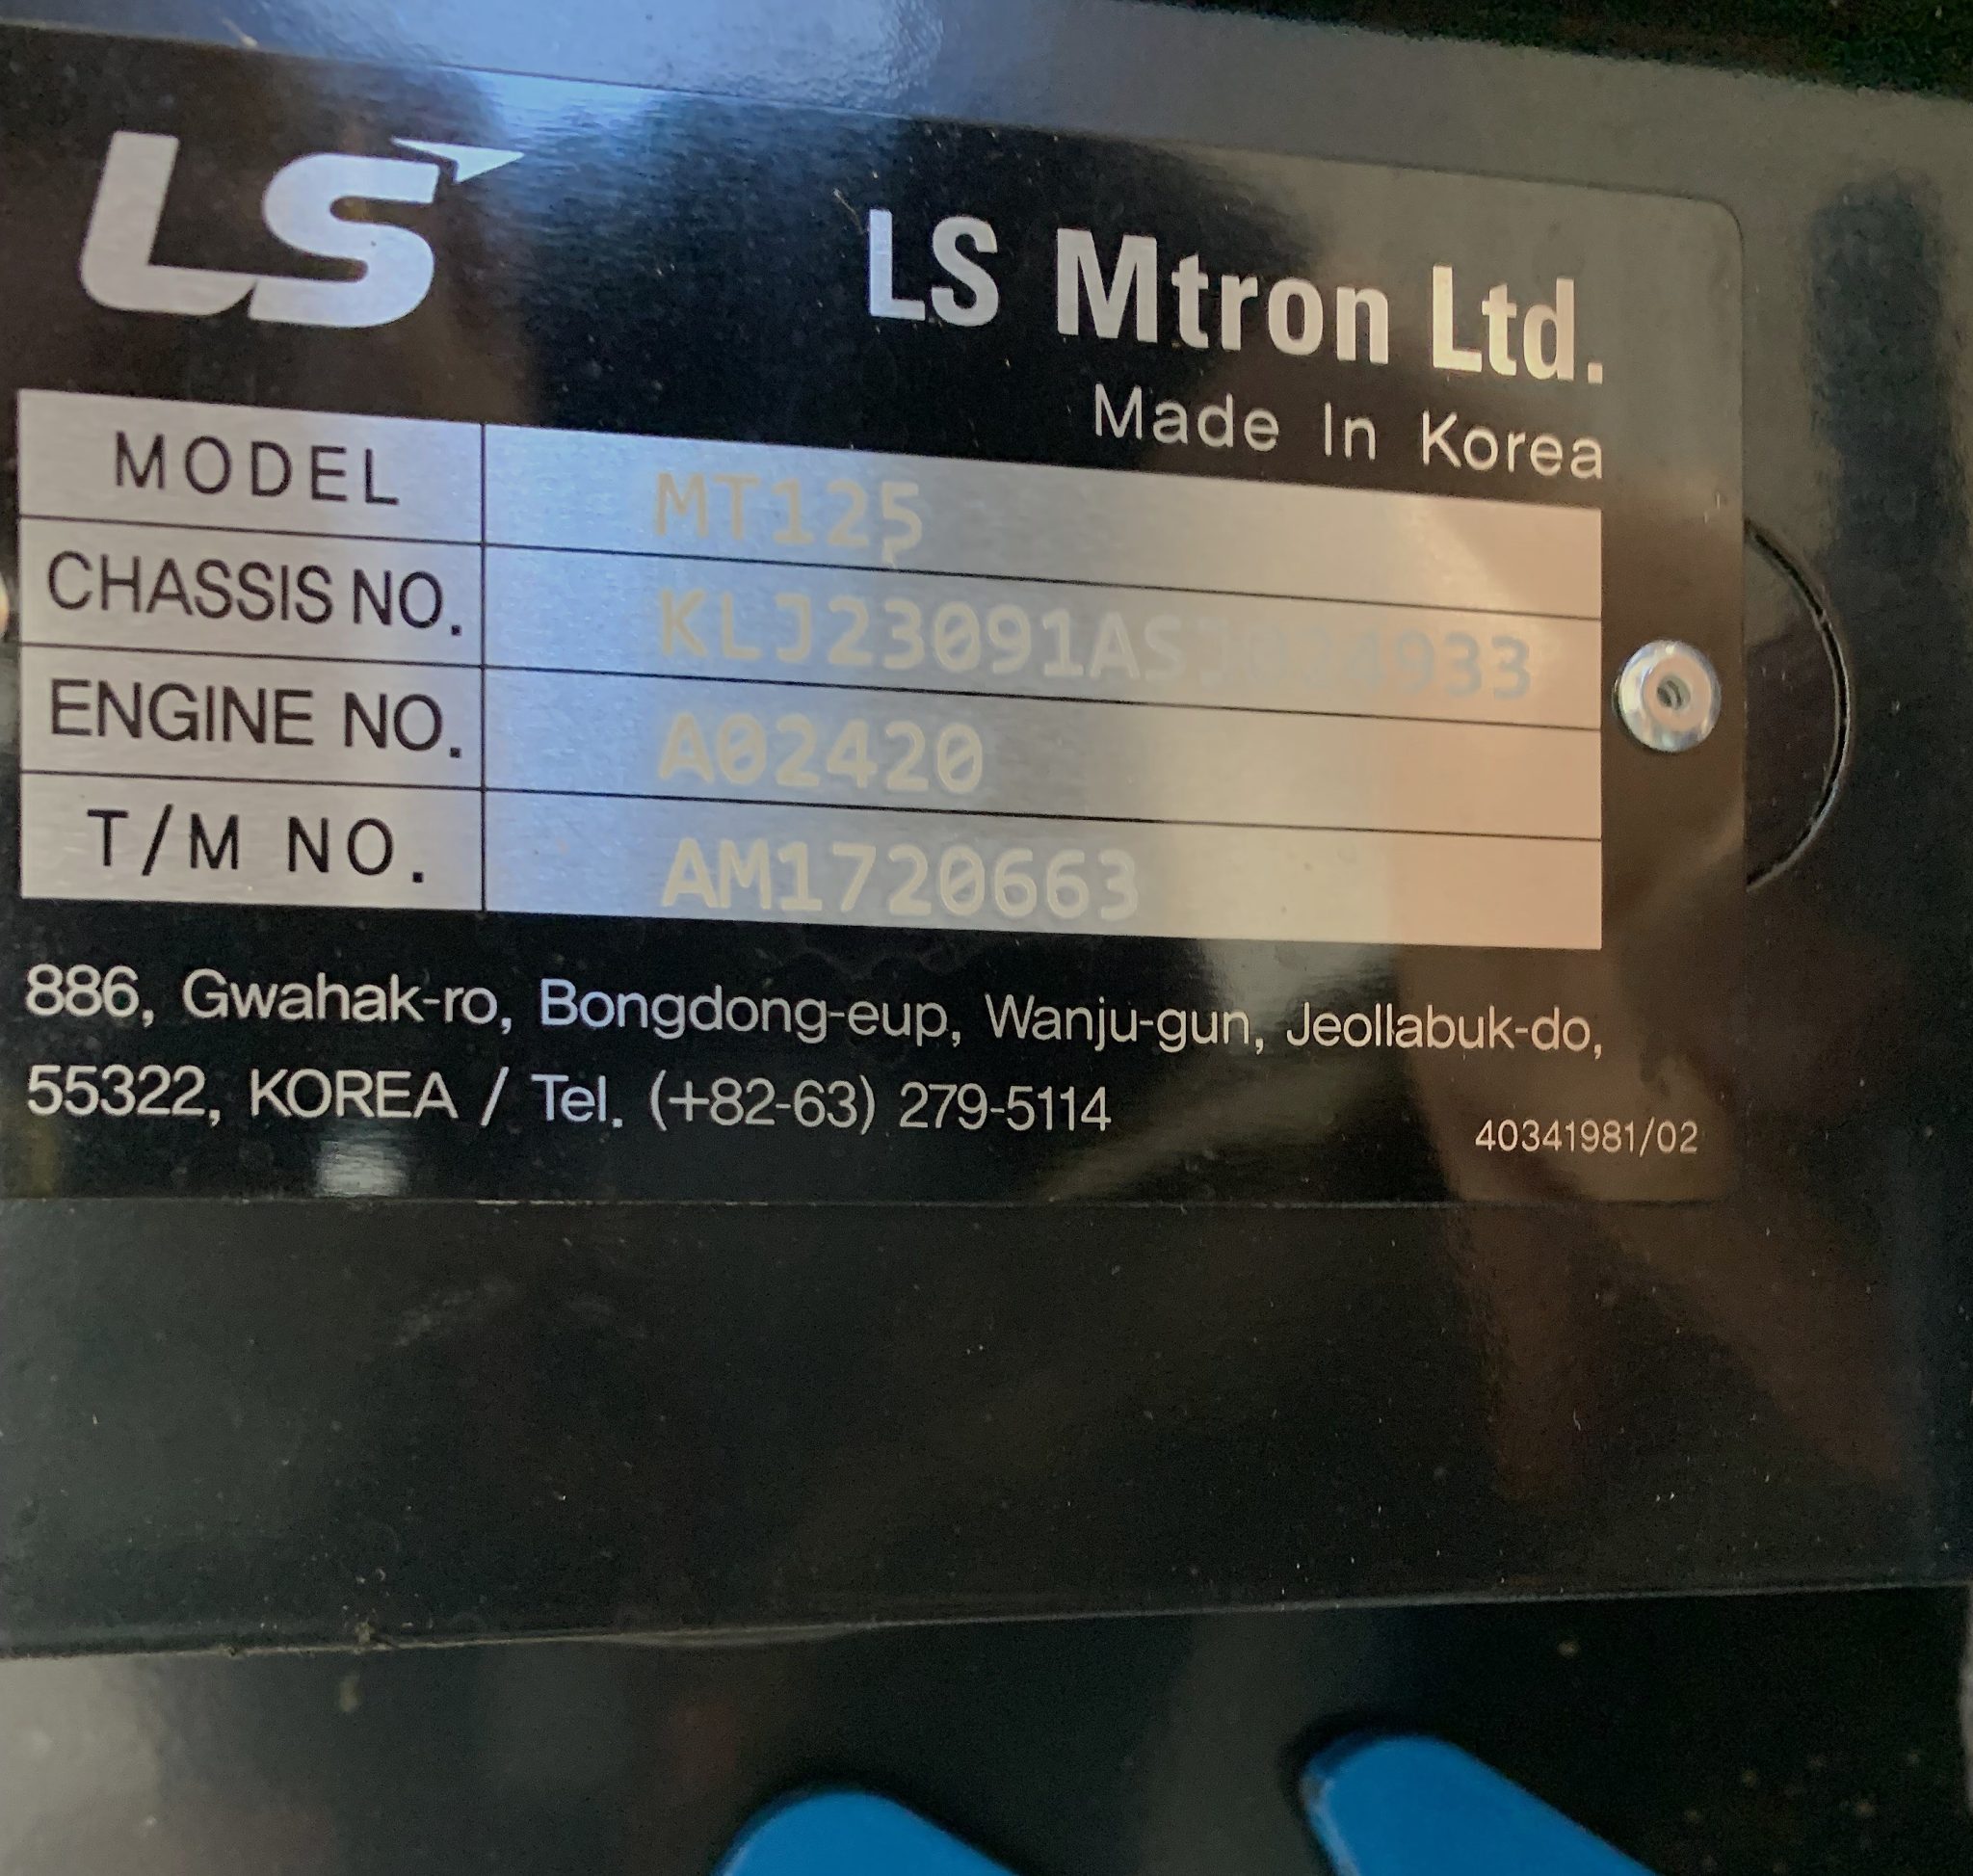 LS
LS Mtron Ltd.
Made In Korea
MODEL MT125
CHASSIS NO.
ENGINE NO. A02420
T/M NO. AM1720663
886, Gwahak-ro, Bongdong-eup, Wanju-gun, Jeollabuk-do,
55322, KOREA / Tel. (+82-63) 279-5114
40341981/02